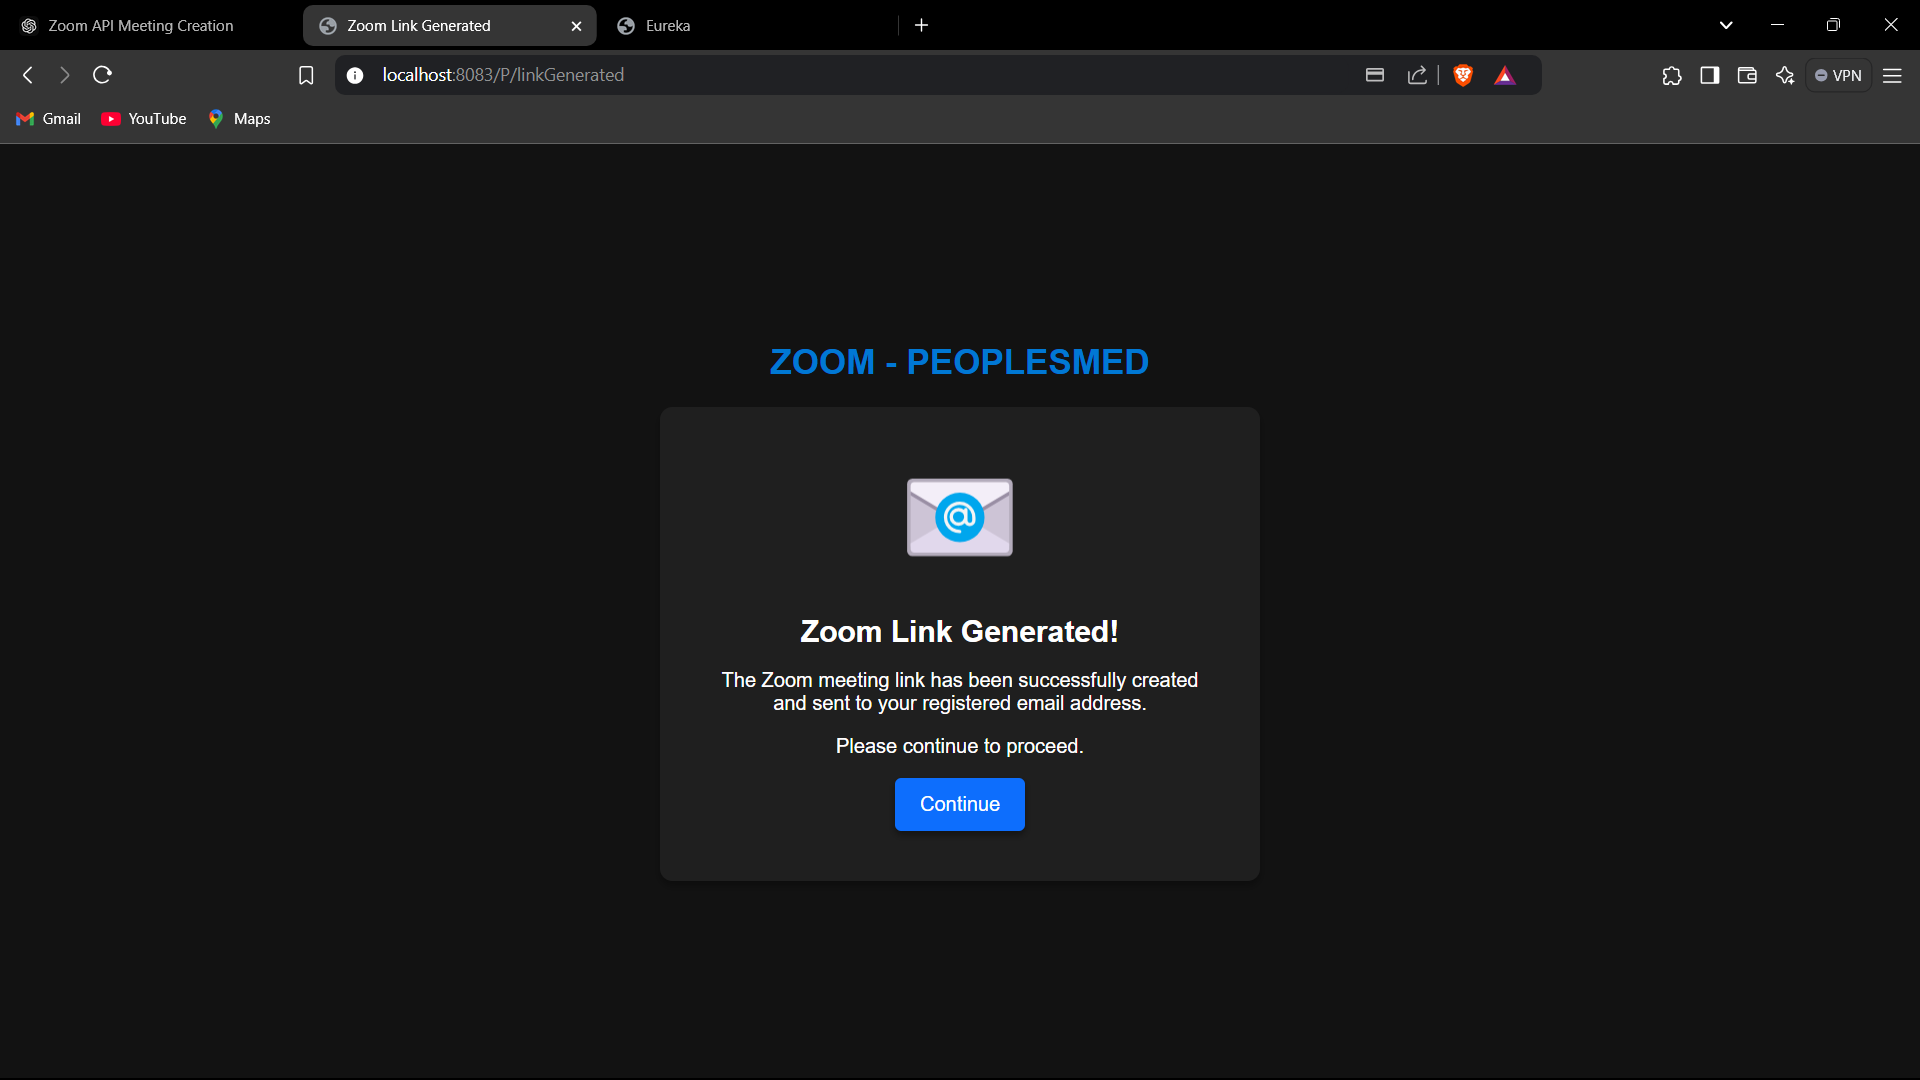 Zoom API Meeting Creation
Zoom Link Generated
Eureka
localhost:8083/P/linkGenerated
VPN
Gmail
YouTube
Maps
ZOOM - PEOPLESMED
@
Zoom Link Generated!
The Zoom meeting link has been successfully created
and sent to your registered email address.
Please continue to proceed.
Continue